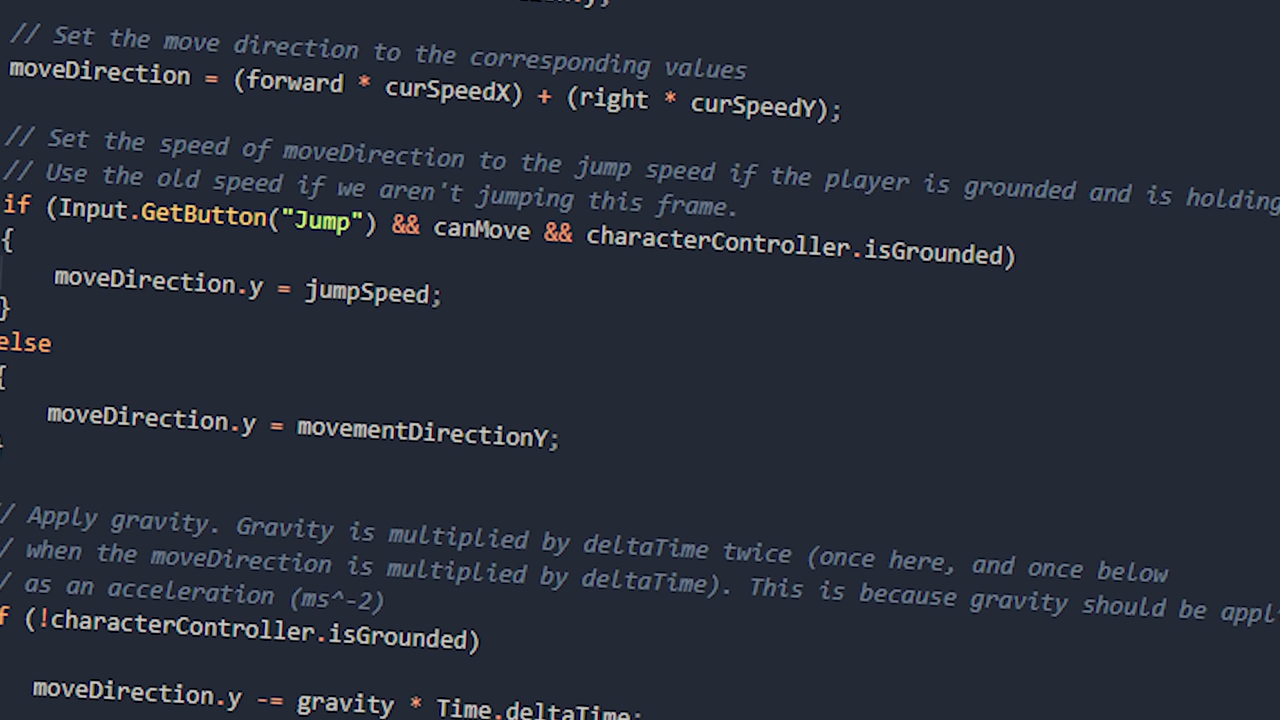 // Set the move direction to the corresponding values
moveDirection = (forward * curSpeedX) + (right * curSpeedY);
// Set the speed of moveDirection to the jump speed if the player is grounded and is holding
// Use the old speed if we aren't jumping this frame.
if (Input.GetButton("Jump") && canMove && characterController.isGrounded)
{
moveDirection.y = jumpSpeed;
}
else
{
moveDirection.y = movementDirectionY;
}
/ Apply gravity. Gravity is multiplied by deltaTime twice (once here, and once below
/ when the moveDirection is multiplied by deltaTime). This is because gravity should be appl
/ as an acceleration (ms^-2)
f (!characterController.isGrounded)
moveDirection.y -= gravity * Time.deltaTime;